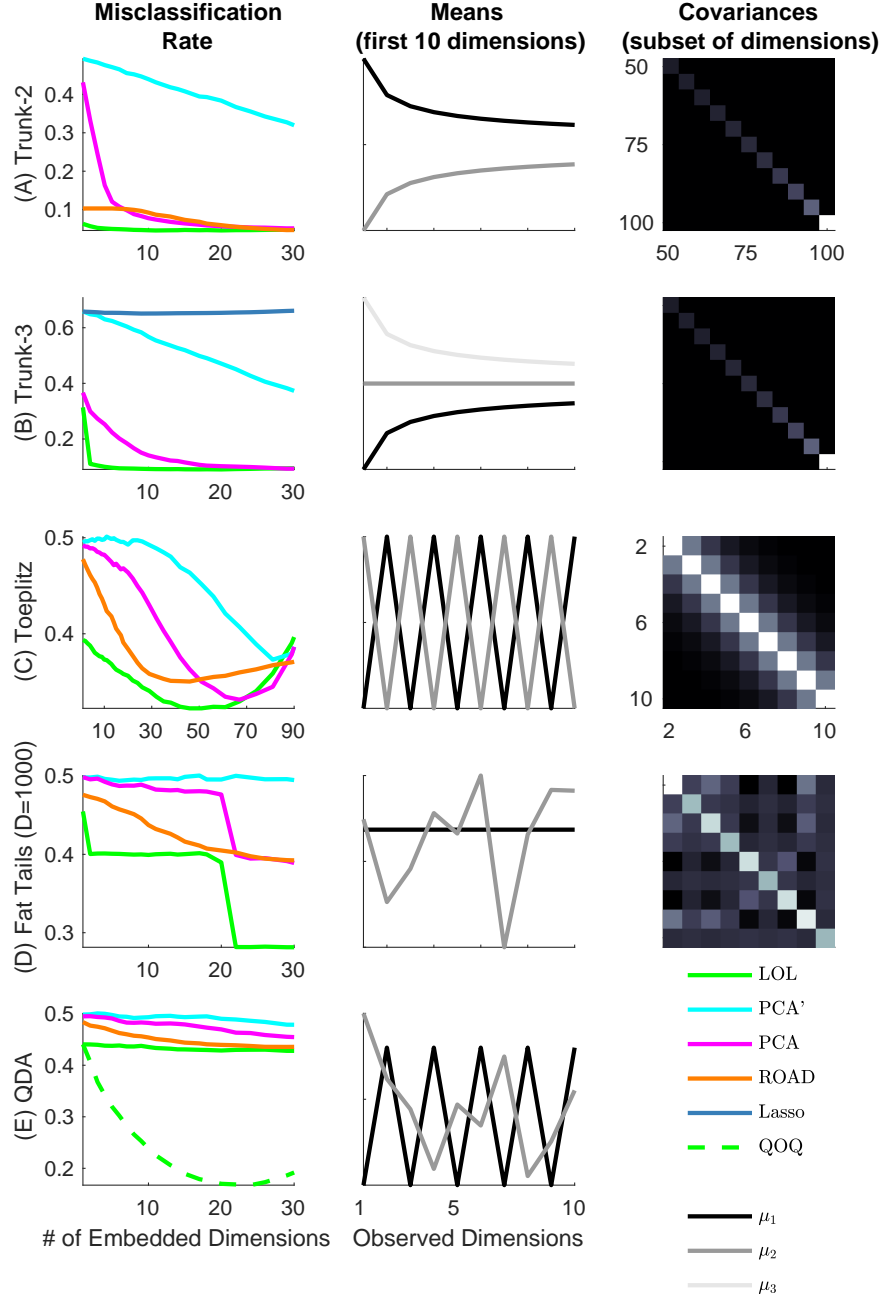 Misclassification Rate
Means (first 10 dimensions)
Covariances (subset of dimensions)
(A) Trunk-2
0.4
0.3
0.2
0.1
10 20 30
50
75
100
50 75 100
(B) Trunk-3
0.6
0.4
0.2
10 20 30
(C) Toeplitz
0.5
0.4
10 30 50 70 90
2
6
10
2 6 10
(D) Fat Tails (D=1000)
0.5
0.4
0.3
10 20 30
(E) QDA
0.5
0.4
0.3
0.2
10 20 30
# of Embedded Dimensions
1 5 10
Observed Dimensions
LOL
PCA'
PCA
ROAD
Lasso
QOQ
μ₁
μ₂
μ₃